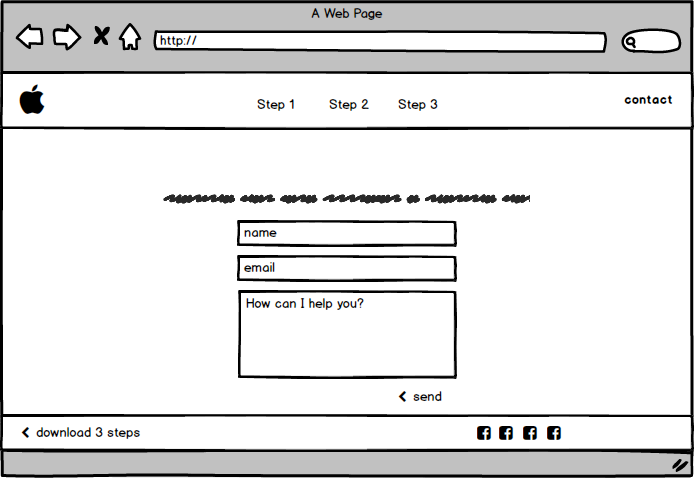 A Web Page
http://
Step 1 Step 2 Step 3 contact
name
email
How can I help you?
send
download 3 steps